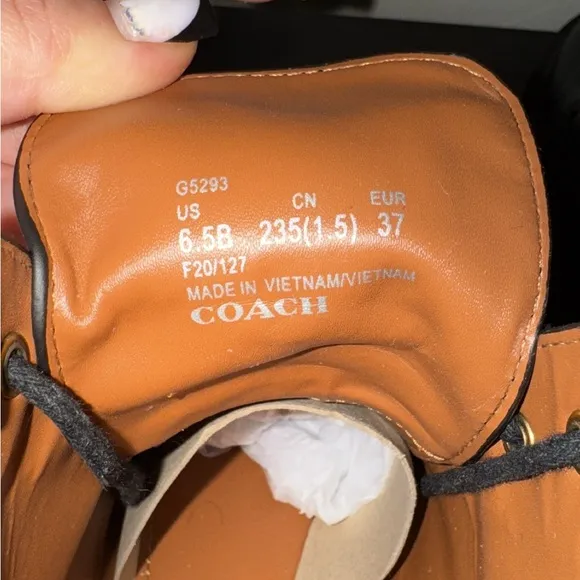 G5293
US CN EUR
6.5B 235(1.5) 37
F20/127
MADE IN VIETNAM/VIETNAM
COACH